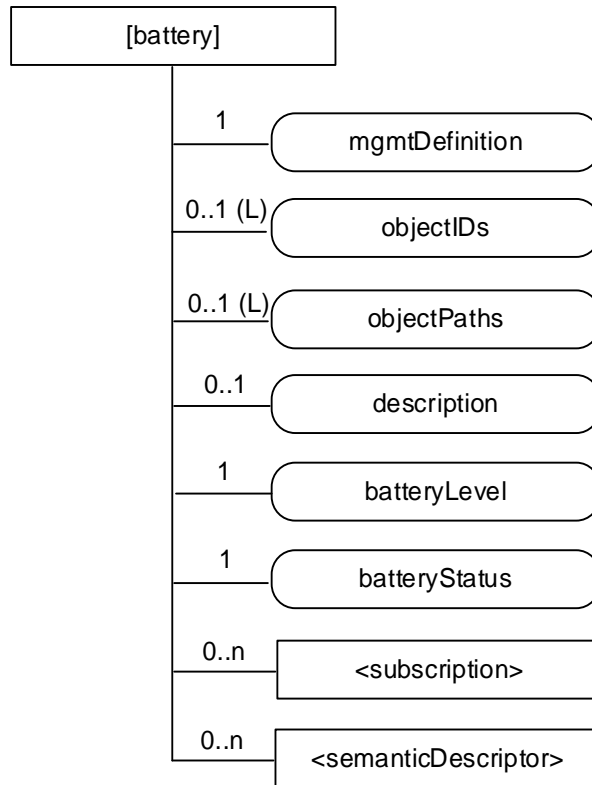 [battery]
1
mgmtDefinition
0..1 (L)
objectIDs
0..1 (L)
objectPaths
0..1
description
1
batteryLevel
1
batteryStatus
0..n
<subscription>
0..n
<semanticDescriptor>